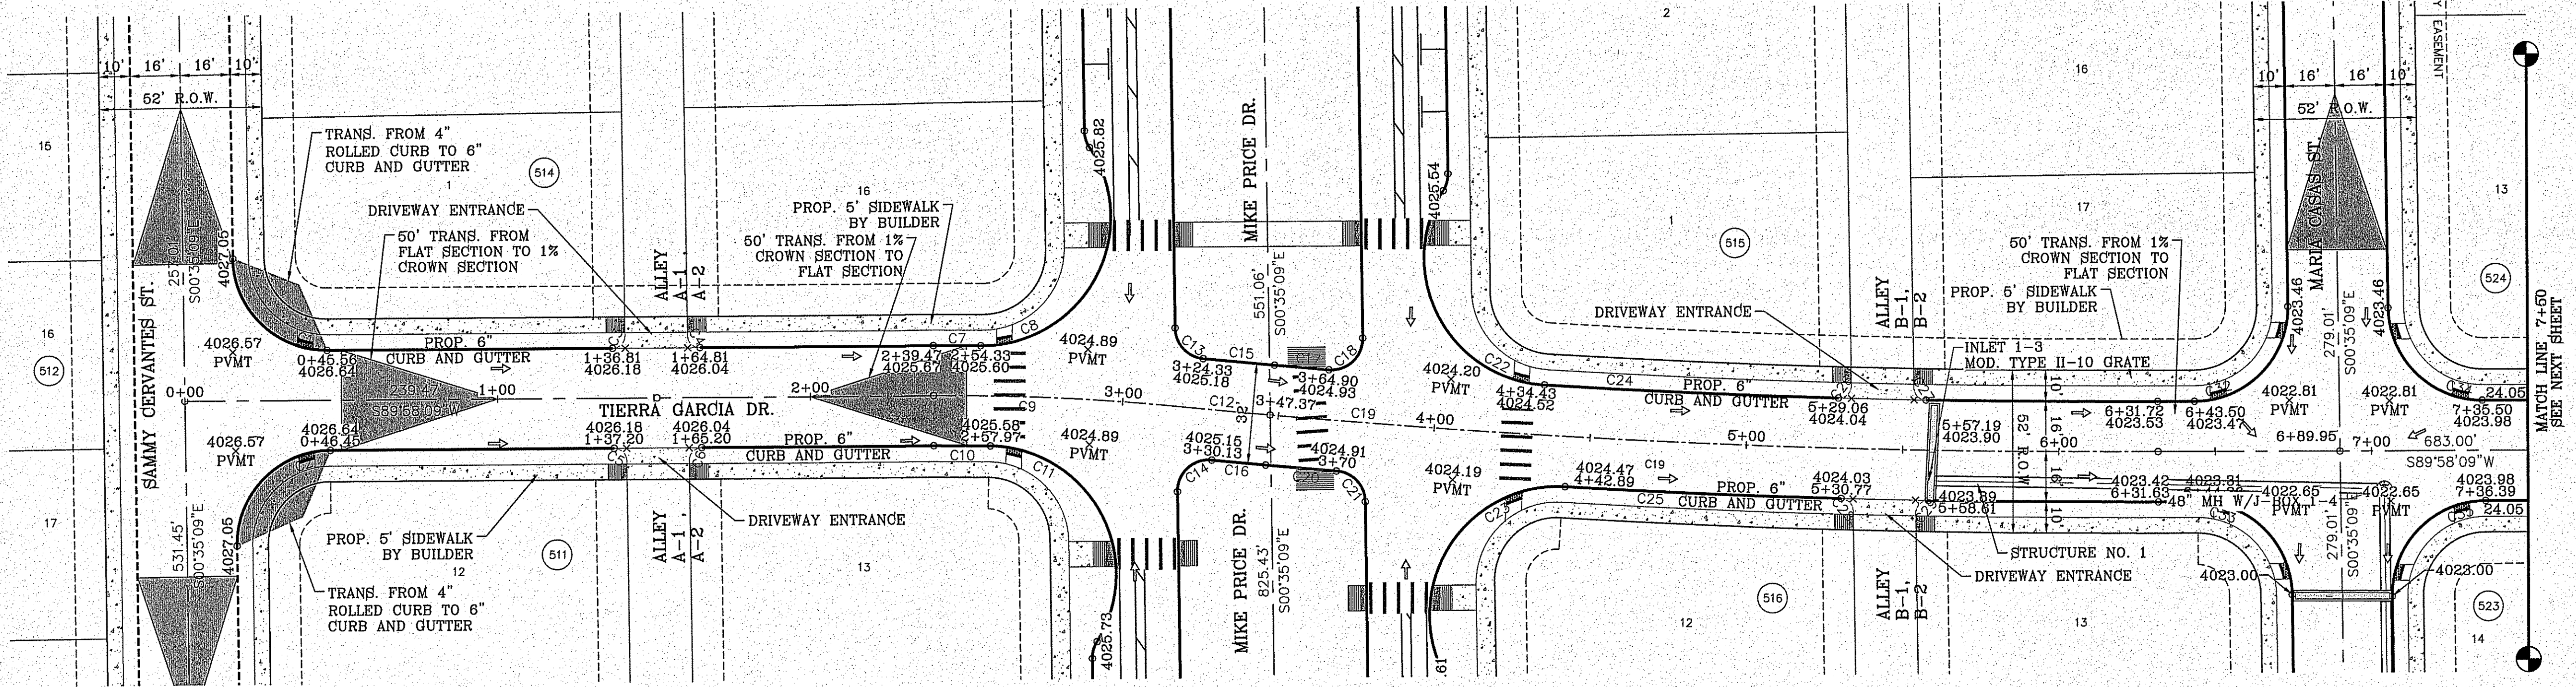 10' 16' 16' 10'
52' R.O.W.
15
TRANS. FROM 4"
ROLLED CURB TO 6"
CURB AND GUTTER
1
514
DRIVEWAY ENTRANCE
50' TRANS. FROM
FLAT SECTION TO 1%
CROWN SECTION
257.01'
S00°35'09"E
4027.05
SAMMY CERVANTES ST.
16
512
17
4026.57
PVMT
0+00
4026.57
PVMT
531.45'
S00°35'09"E
4027.05
0+45.56
4026.64
PROP. 6"
CURB AND GUTTER
239.47'
S89°58'09"W
1+00
4026.64
0+46.45
1+36.81
4026.18
1+64.81
4026.04
ALLEY
A-1,
A-2
16
PROP. 5' SIDEWALK
BY BUILDER
50' TRANS. FROM 1%
CROWN SECTION TO
FLAT SECTION
C7
C8
2+39.47
4025.67
2+54.33
4025.60
2+00
TIERRA GARCIA DR.
4026.18
1+37.20
4026.04
1+65.20
PROP. 6"
CURB AND GUTTER
4025.58
2+57.97
C9
C10
C11
PROP. 5' SIDEWALK
BY BUILDER
12
511
ALLEY
A-1,
A-2
DRIVEWAY ENTRANCE
13
TRANS. FROM 4"
ROLLED CURB TO 6"
CURB AND GUTTER
4025.82
4024.89
PVMT
3+00
4024.89
PVMT
4025.73
MIKE PRICE DR.
551.06'
S00°35'09"E
C13
C15
C17
C18
3+24.33
4025.18
3+64.90
4024.93
C12
32'
3+47.37
C19
4025.15
3+30.13
4024.91
3+70
C14
C16
C20
C21
MIKE PRICE DR.
825.43'
S00°35'09"E
4025.54
4024.20
PVMT
4+00
4024.19
PVMT
.61
2
1
515
16
17
DRIVEWAY ENTRANCE
ALLEY
B-1,
B-2
C22
4+34.43
4024.52
C24
PROP. 6"
CURB AND GUTTER
5+29.06
4024.04
5+00
4024.47
4+42.89
C19
C23
C25
PROP. 6"
CURB AND GUTTER
4024.03
5+30.77
516
12
ALLEY
B-1,
B-2
13
50' TRANS. FROM 1%
CROWN SECTION TO
FLAT SECTION
PROP. 5' SIDEWALK
BY BUILDER
INLET 1-3
MOD. TYPE II-10 GRATE
5+57.19
4023.90
10'
16'
52' R.O.W.
16'
10'
6+00
6+31.72
4023.53
6+43.50
4023.47
C32
4023.89
5+58.61
4023.42
6+31.63
48" MH W/J-BOX 1-4
C33
STRUCTURE NO. 1
DRIVEWAY ENTRANCE
10' 16' 16' 10'
52' R.O.W.
MARIA CASAS ST.
279.01'
S00°35'09"E
4023.46
4023.46
4022.81
PVMT
4022.81
PVMT
6+89.95
7+00
683.00'
S89°58'09"W
4022.65
PVMT
4022.65
PVMT
279.01'
S00°35'09"E
4023.00
4023.00
Y EASEMENT
13
524
C34
24.05
7+35.50
4023.98
4023.98
7+36.39
24.05
523
14
MATCH LINE 7+50
SEE NEXT SHEET